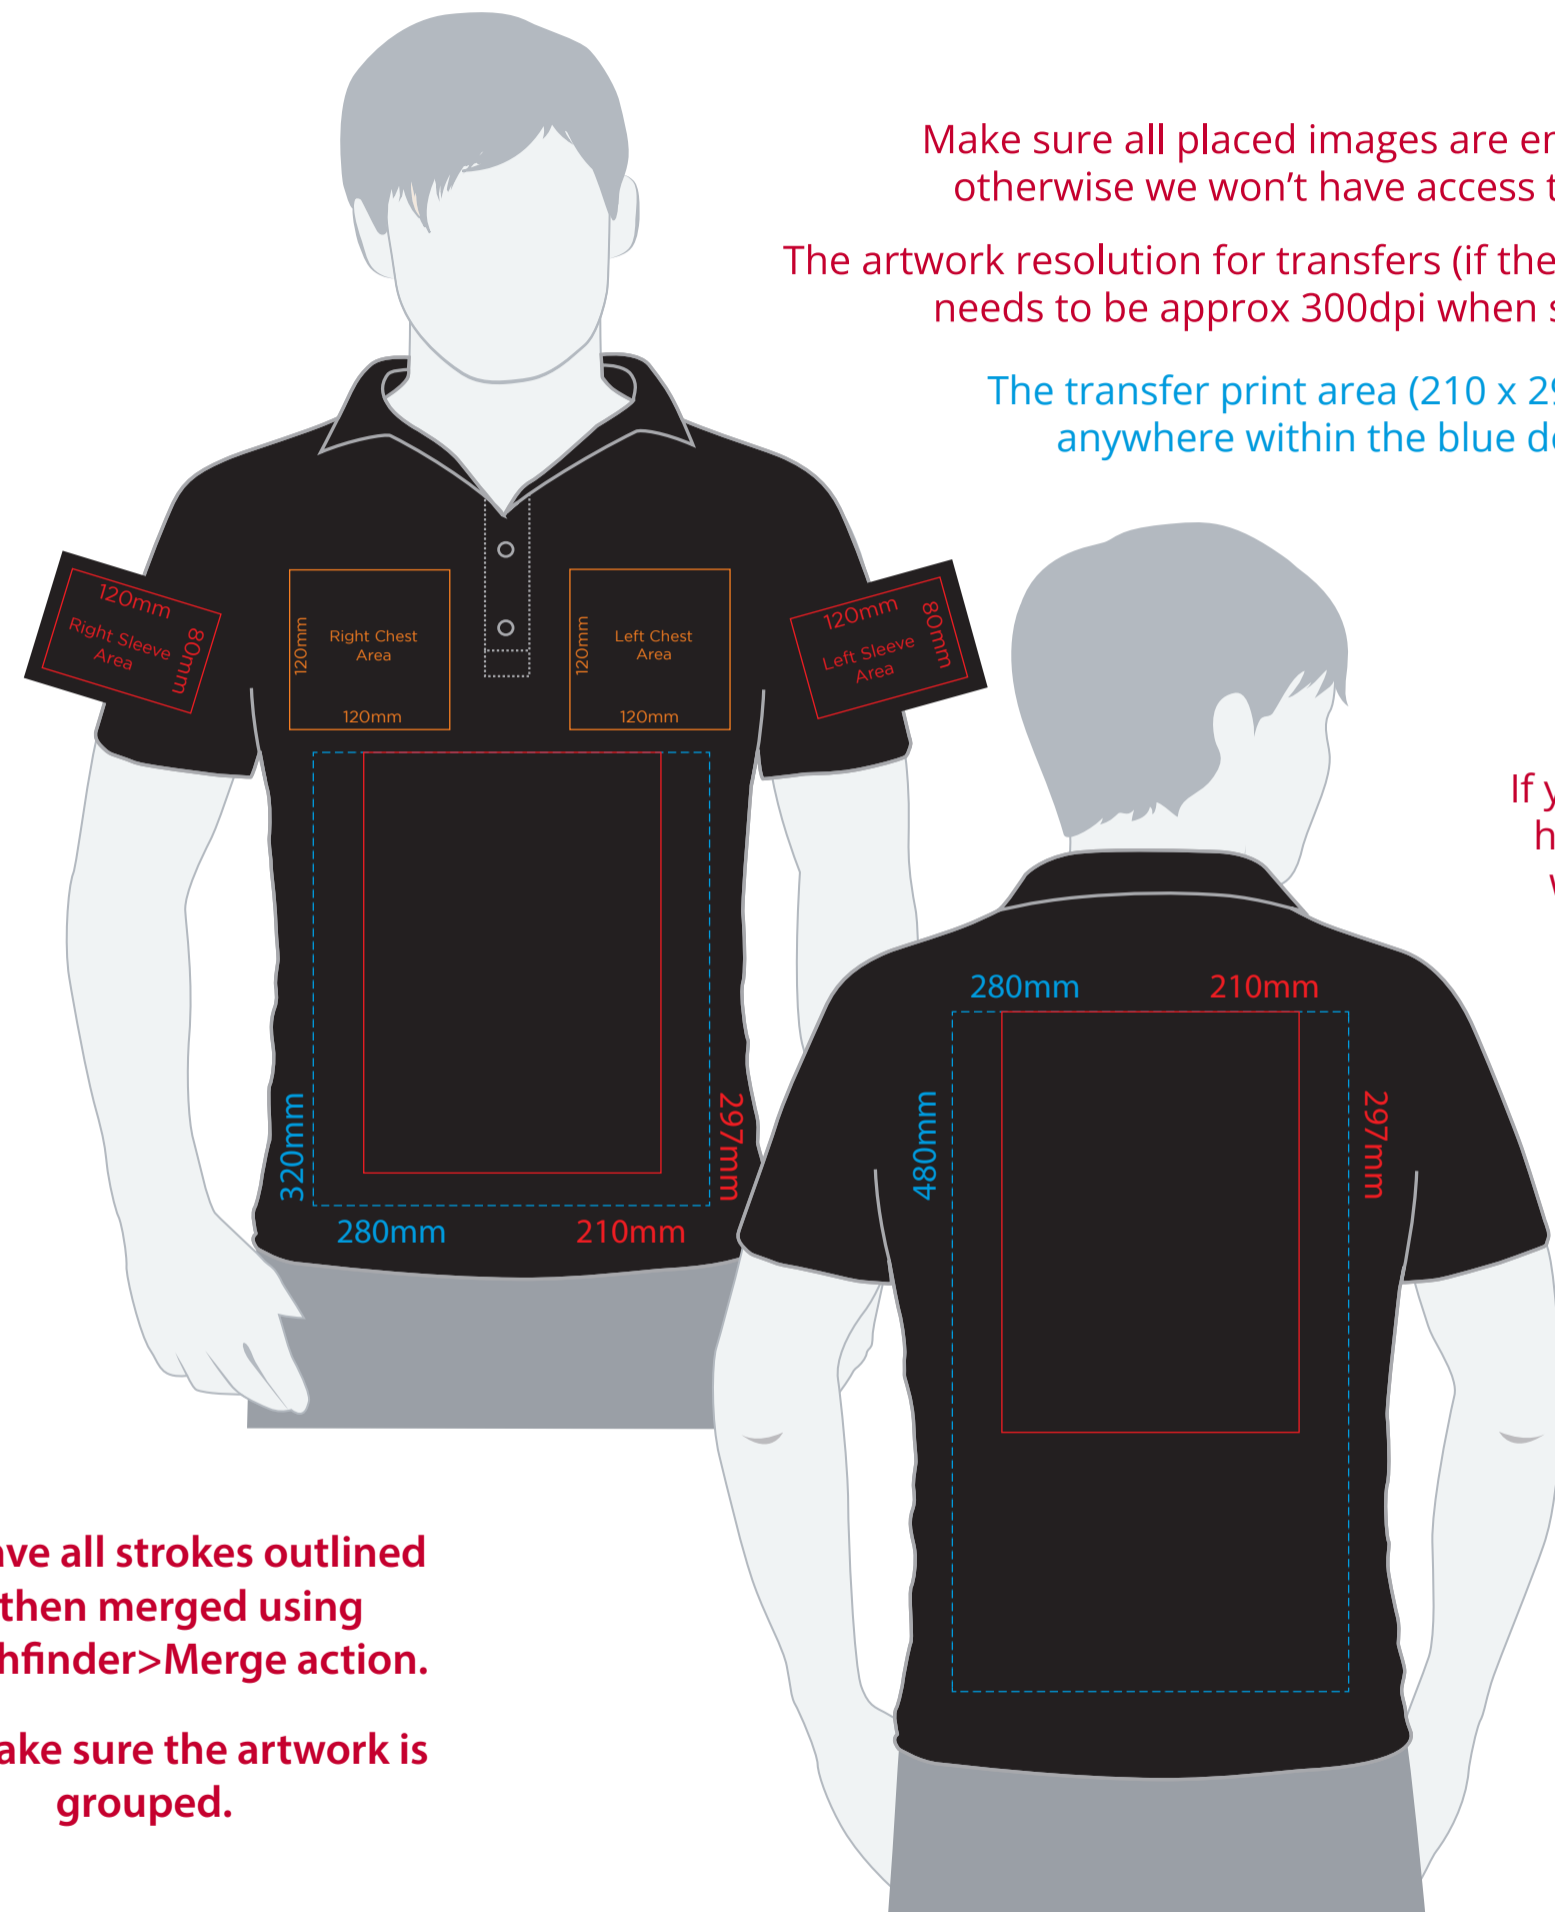 Make sure all placed images are
otherwise we won't have access
The artwork resolution for transfers (if the
needs to be approx 300dpi when
The transfer print area (210 x
anywhere within the blue
120mm
Right Sleeve
Area
80mm
120mm
Right Chest
Area
120mm
120mm
Left Chest
Area
120mm
120mm
Left Sleeve
Area
80mm
If
320mm
297mm
280mm 210mm
280mm 210mm
480mm
297mm
all strokes outlined
then merged using
hfinder>Merge action.
ake sure the artwork is
grouped.